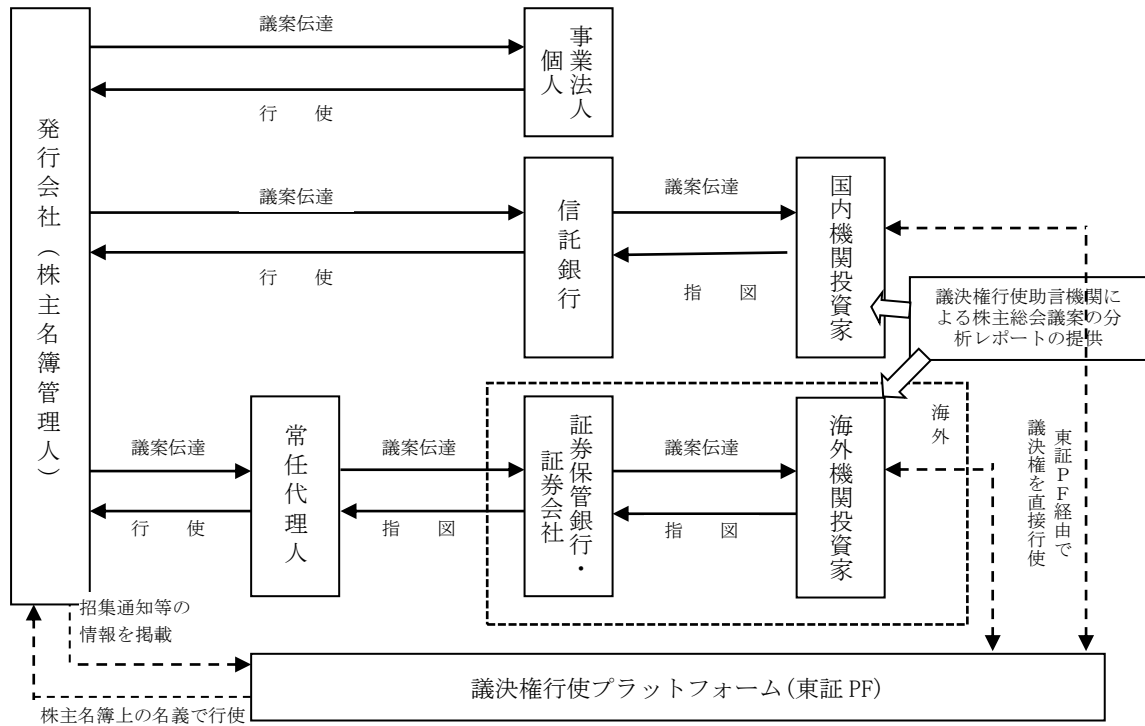 発行会社（株主名簿管理人）
議案伝達
行　使
事業法人
個人
議案伝達
行　使
信託銀行
議案伝達
指　図
国内機関投資家
議決権行使助言機関に
よる株主総会議案の分
析レポートの提供
議案伝達
行　使
常任代理人
議案伝達
指　図
証券保管銀行・
証券会社
議案伝達
指　図
海外機関投資家
海外
東証ＰＦ経由で
議決権を直接行使
招集通知等の
情報を掲載
議決権行使プラットフォーム(東証 PF)
株主名簿上の名義で行使